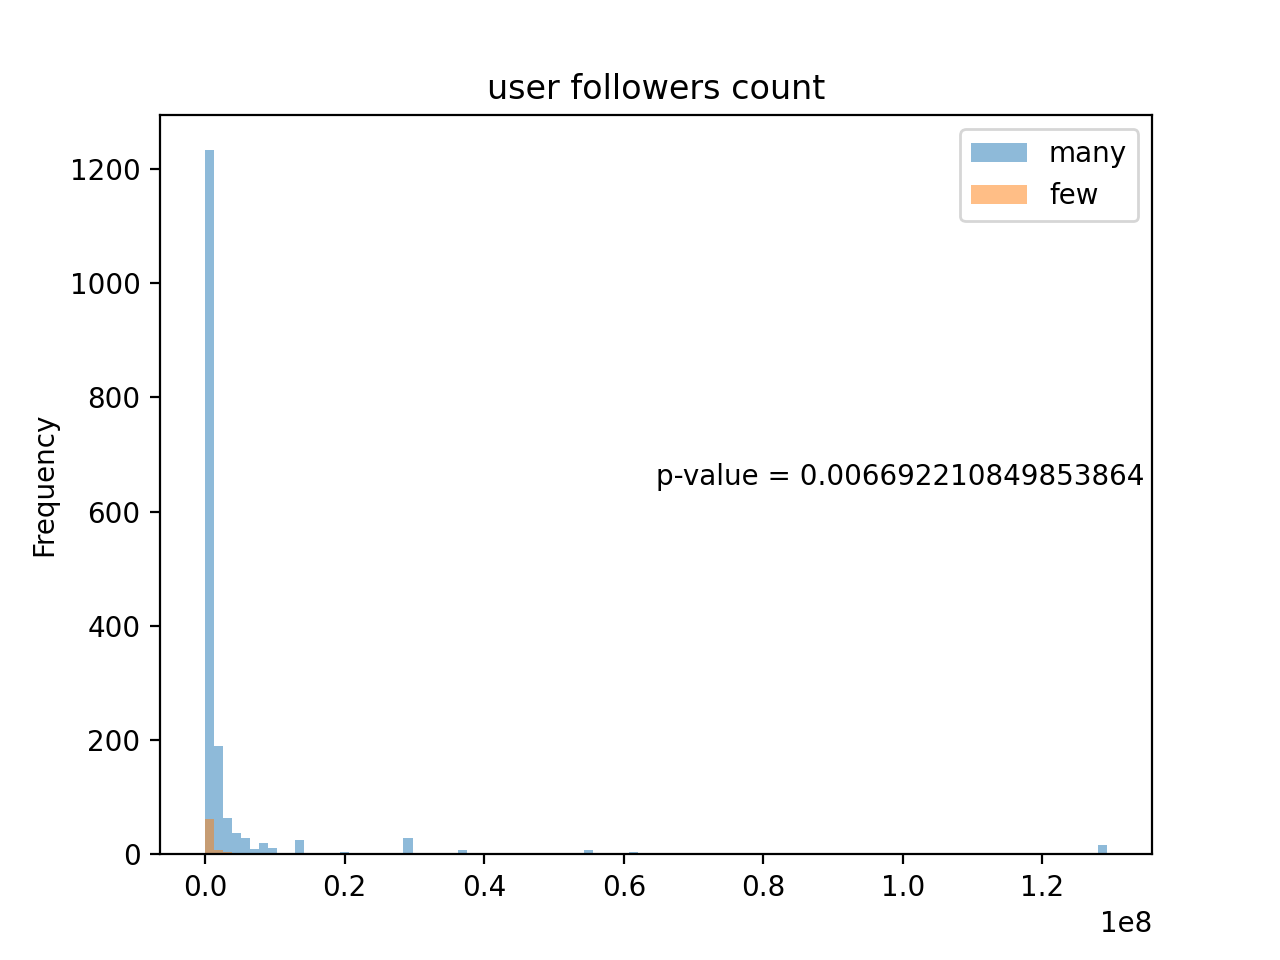 user followers count
many
few
1200
1000
800
600
400
200
0
Frequency
p-value = 0.006692210849853864
0.0 0.2 0.4 0.6 0.8 1.0 1.2
1e8